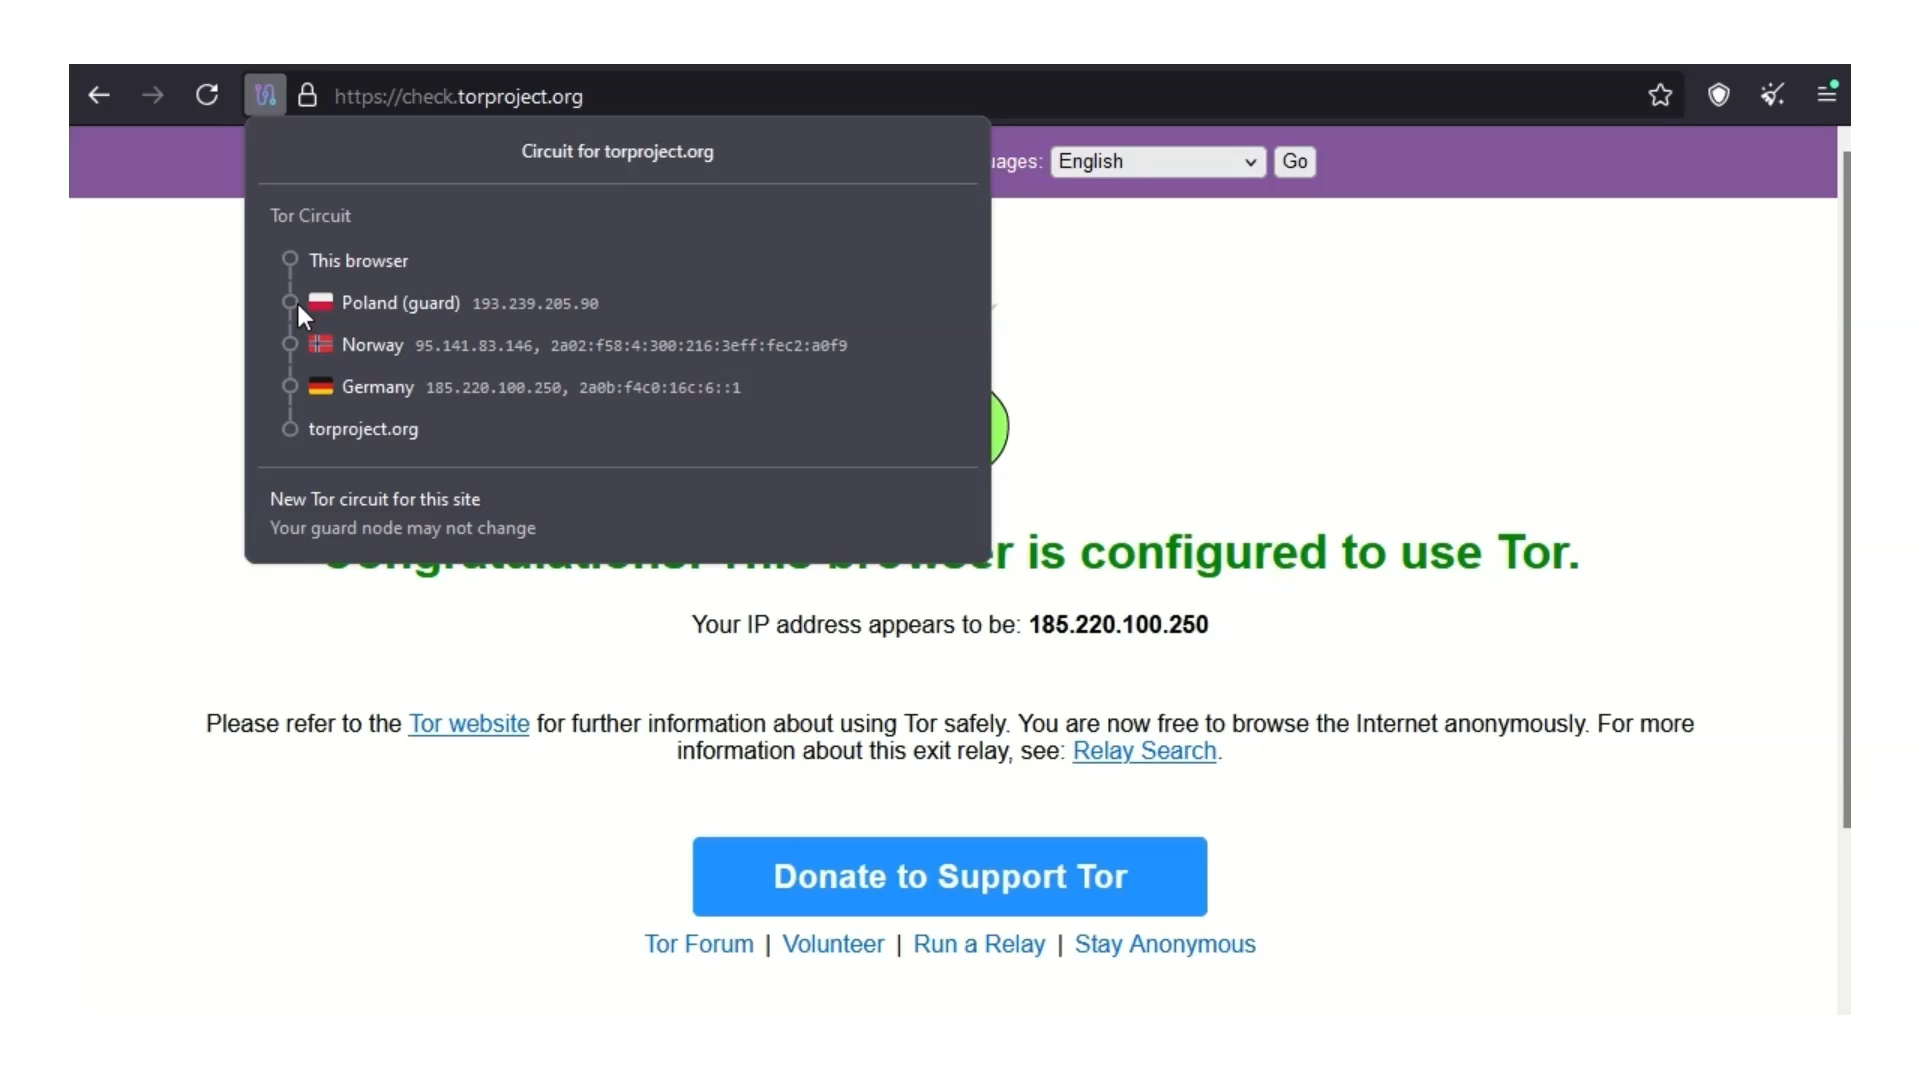 https://check.torproject.org
Circuit for torproject.org
uages: English Go
Tor Circuit
This browser
Poland (guard) 193.239.205.90
Norway 95.141.83.146, 2a02:f58:4:300:216:3eff:fec2:a0f9
Germany 185.220.100.250, 2a0b:f4c0:16c:6::1
torproject.org
New Tor circuit for this site
Your guard node may not change
Congratulations. This browser is configured to use Tor.
Your IP address appears to be: 185.220.100.250
Please refer to the Tor website for further information about using Tor safely. You are now free to browse the Internet anonymously. For more
information about this exit relay, see: Relay Search.
Donate to Support Tor
Tor Forum | Volunteer | Run a Relay | Stay Anonymous